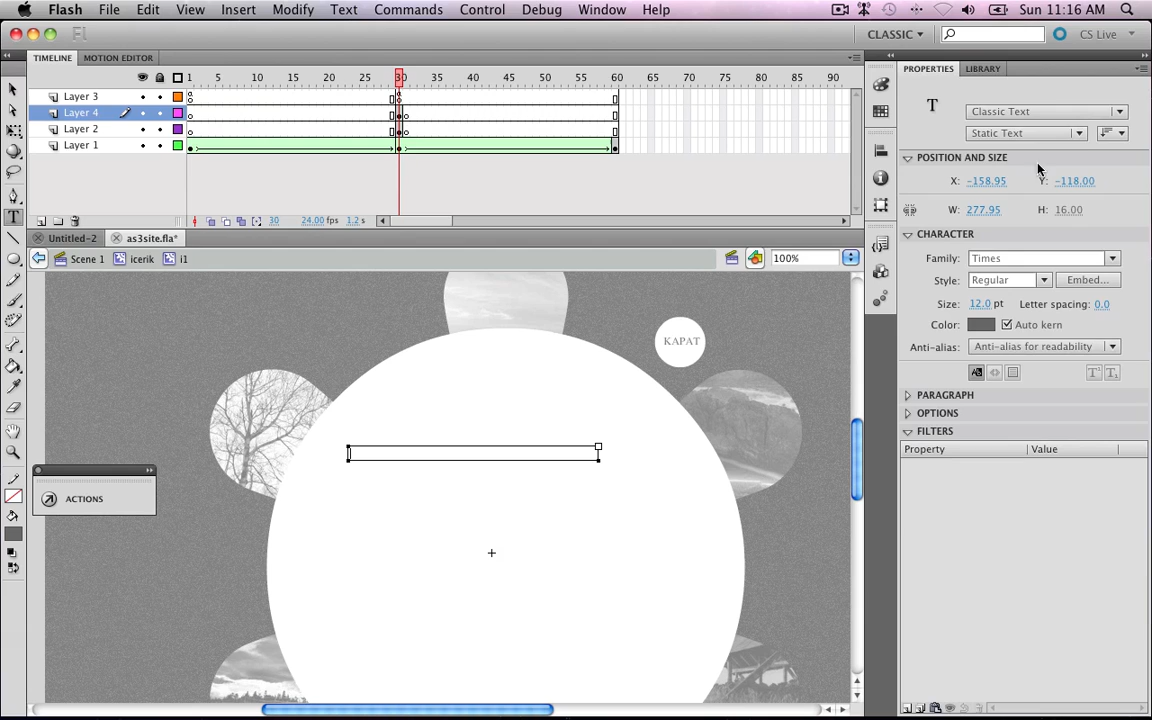 Flash File Edit View Insert Modify Text Commands Control Debug Window Help Sun 11:16 AM
Fl CLASSIC CS Live
TIMELINE MOTION EDITOR
1 5 10 15 20 25 30 35 40 45 50 55 60 65 70 75 80 85 90
Layer 3
Layer 4
Layer 2
Layer 1
30 24.00 fps 1.2 s
Untitled-2 as3site.fla*
Scene 1 icerik i1 100%
KAPAT
ACTIONS
PROPERTIES LIBRARY
T Classic Text
Static Text
POSITION AND SIZE
X: -158.95 Y: -118.00
W: 277.95 H: 16.00
CHARACTER
Family: Times
Style: Regular Embed...
Size: 12.0 pt Letter spacing: 0.0
Color: Auto kern
Anti-alias: Anti-alias for readability
PARAGRAPH
OPTIONS
FILTERS
Property Value